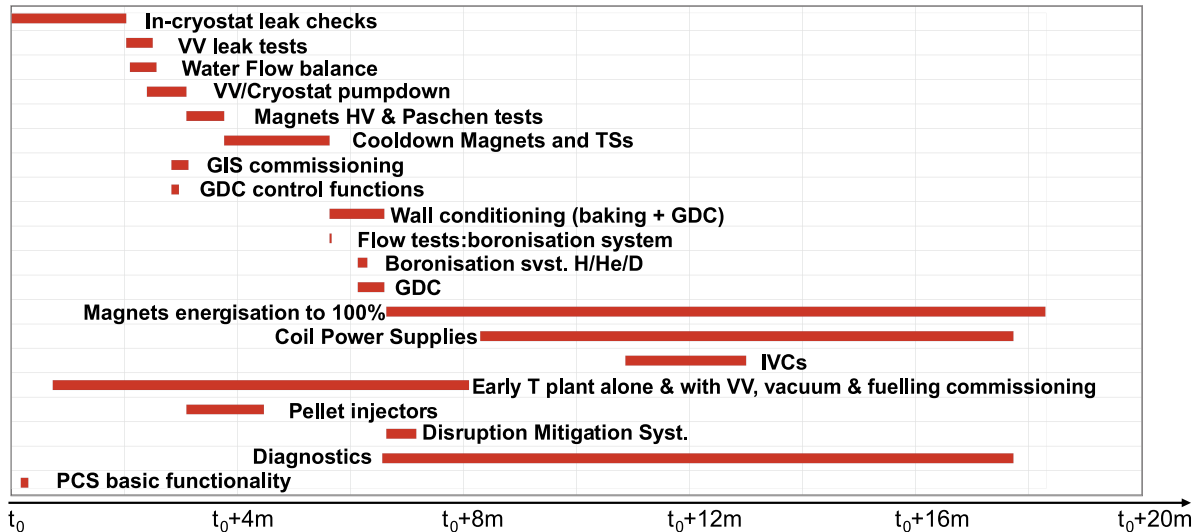 In-cryostat leak checks
VV leak tests
Water Flow balance
VV/Cryostat pumpdown
Magnets HV & Paschen tests
Cooldown Magnets and TSs
GIS commissioning
GDC control functions
Wall conditioning (baking + GDC)
Flow tests:boronisation system
Boronisation svst. H/He/D
GDC
Magnets energisation to 100%
Coil Power Supplies
IVCs
Early T plant alone & with VV, vacuum & fuelling commissioning
Pellet injectors
Disruption Mitigation Syst.
Diagnostics
PCS basic functionality
t0 t0+4m t0+8m t0+12m t0+16m t0+20m